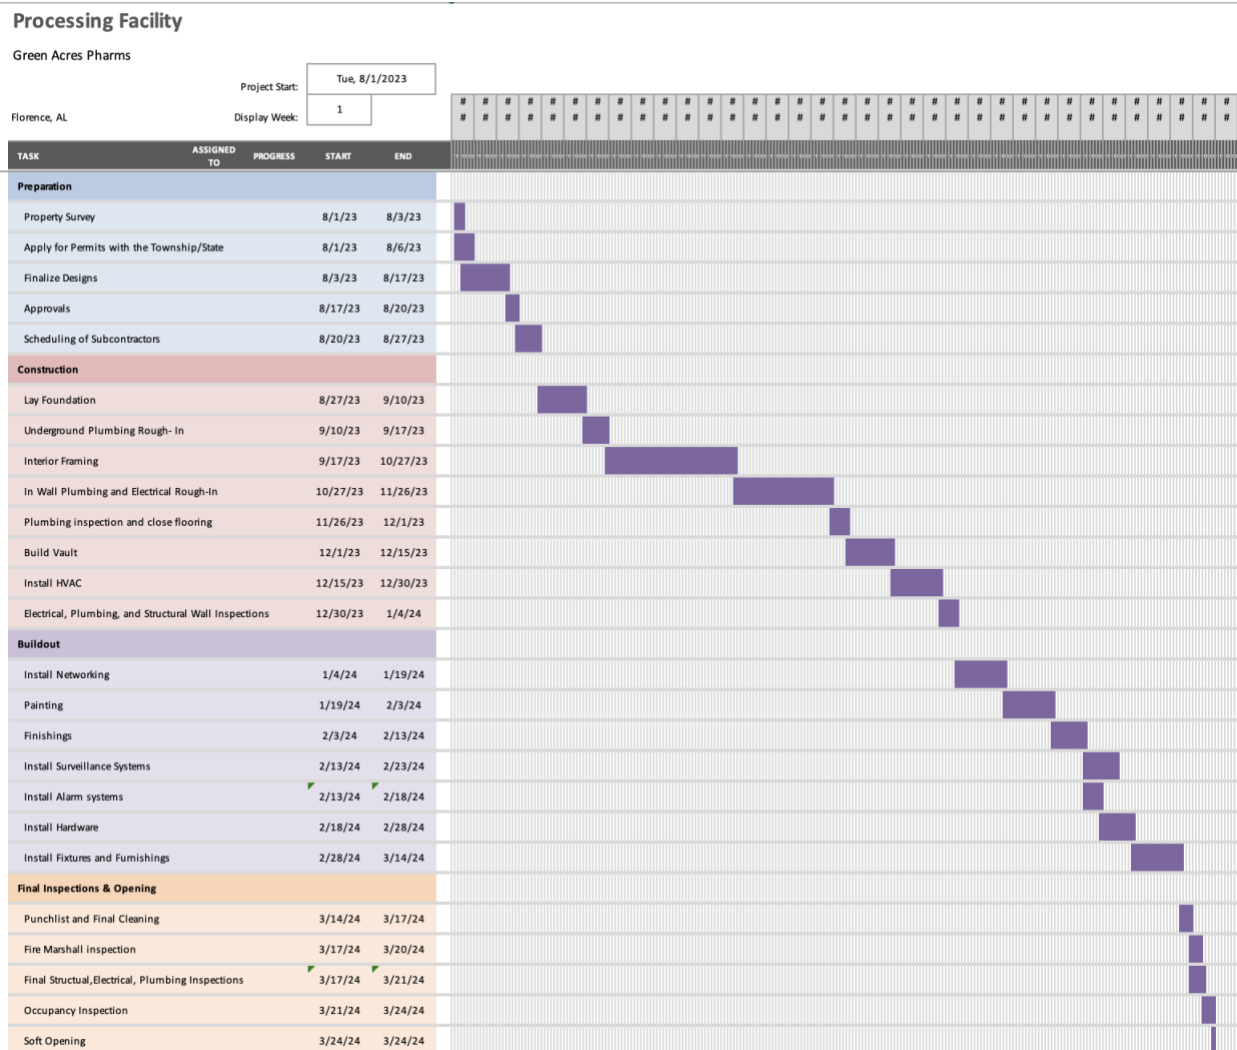 Processing Facility
Green Acres Pharms
Project Start: Tue, 8/1/2023
# # # # # # # # # # # # # # # # # # # # # # # # # # # # # # # # # # #
Florence, AL Display Week: 1 # # # # # # # # # # # # # # # # # # # # # # # # # # # # # # # # # # #
TASK ASSIGNED TO PROGRESS START END
Preparation
Property Survey 8/1/23 8/3/23
Apply for Permits with the Township/State 8/1/23 8/6/23
Finalize Designs 8/3/23 8/17/23
Approvals 8/17/23 8/20/23
Scheduling of Subcontractors 8/20/23 8/27/23
Construction
Lay Foundation 8/27/23 9/10/23
Underground Plumbing Rough- In 9/10/23 9/17/23
Interior Framing 9/17/23 10/27/23
In Wall Plumbing and Electrical Rough-In 10/27/23 11/26/23
Plumbing inspection and close flooring 11/26/23 12/1/23
Build Vault 12/1/23 12/15/23
Install HVAC 12/15/23 12/30/23
Electrical, Plumbing, and Structural Wall Inspections 12/30/23 1/4/24
Buildout
Install Networking 1/4/24 1/19/24
Painting 1/19/24 2/3/24
Finishings 2/3/24 2/13/24
Install Surveillance Systems 2/13/24 2/23/24
Install Alarm systems 2/13/24 2/18/24
Install Hardware 2/18/24 2/28/24
Install Fixtures and Furnishings 2/28/24 3/14/24
Final Inspections & Opening
Punchlist and Final Cleaning 3/14/24 3/17/24
Fire Marshall inspection 3/17/24 3/20/24
Final Structual,Electrical, Plumbing Inspections 3/17/24 3/21/24
Occupancy Inspection 3/21/24 3/24/24
Soft Opening 3/24/24 3/24/24